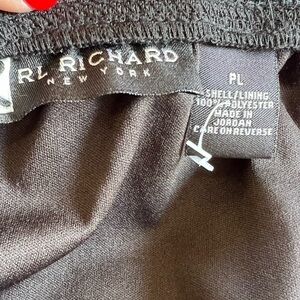 RL RICHARD
NEW YORK
PL
SHELL/LINING
100% POLYESTER
MADE IN
JORDAN
CARE ON REVERSE